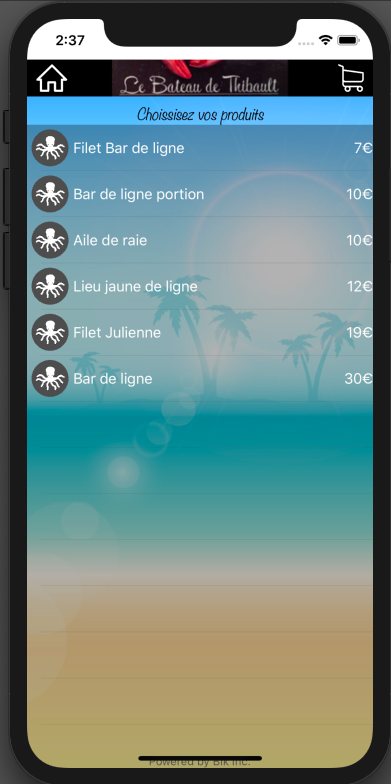 2:37
Le Bateau de Thibault
Choissisez vos produits
Filet Bar de ligne 7€
Bar de ligne portion 10€
Aile de raie 10€
Lieu jaune de ligne 12€
Filet Julienne 19€
Bar de ligne 30€
Powered by Bik Inc.